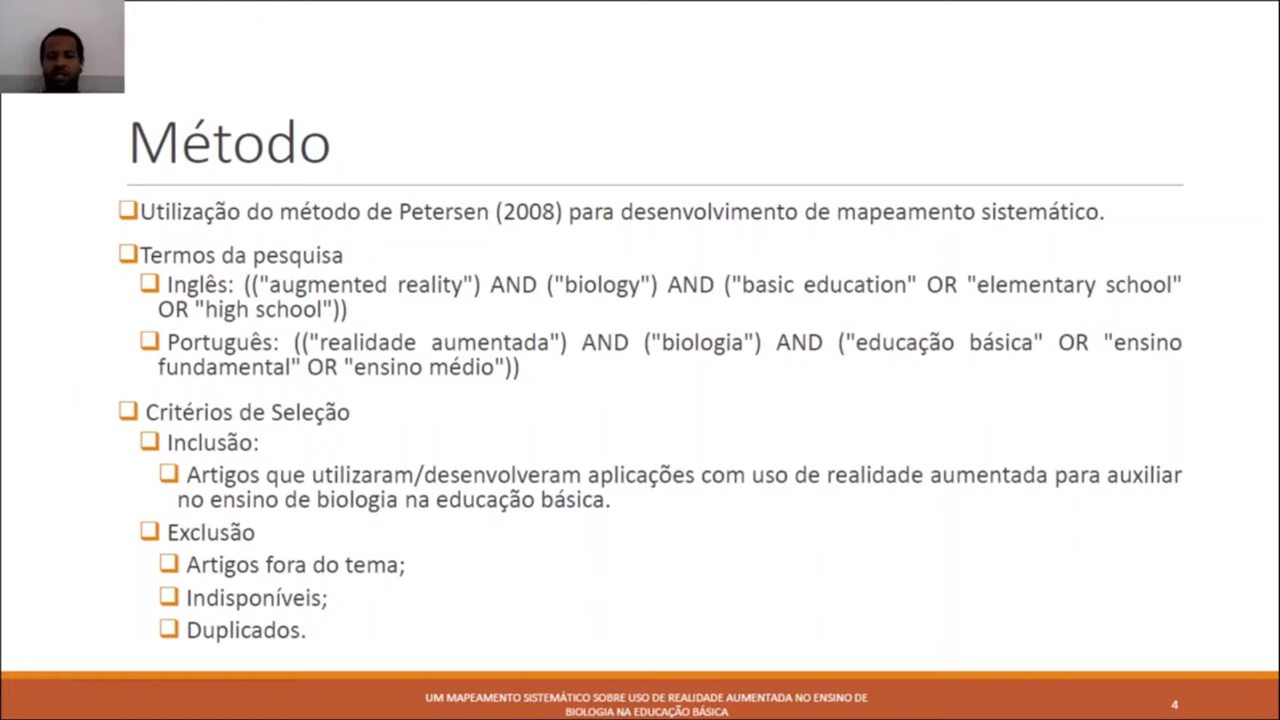 Método
Utilização do método de Petersen (2008) para desenvolvimento de mapeamento sistemático.
Termos da pesquisa
Inglês: (("augmented reality") AND ("biology") AND ("basic education" OR "elementary school"
OR "high school"))
Português: (("realidade aumentada") AND ("biologia") AND ("educação básica" OR "ensino
fundamental" OR "ensino médio"))
Critérios de Seleção
Inclusão:
Artigos que utilizaram/desenvolveram aplicações com uso de realidade aumentada para auxiliar
no ensino de biologia na educação básica.
Exclusão
Artigos fora do tema;
Indisponíveis;
Duplicados.
UM MAPEAMENTO SISTEMÁTICO SOBRE USO DE REALIDADE AUMENTADA NO ENSINO DE
BIOLOGIA NA EDUCAÇÃO BÁSICA
4